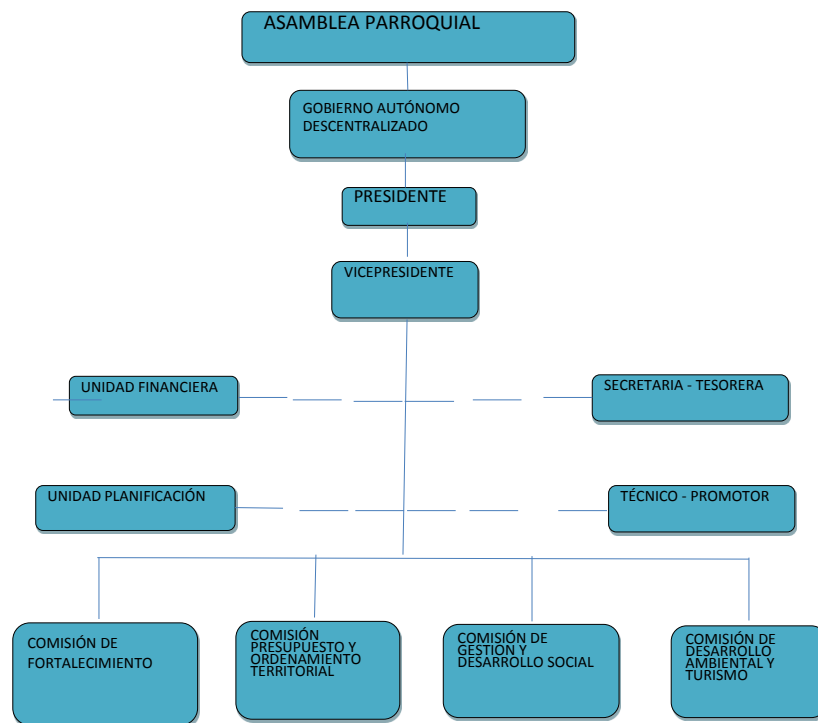 ASAMBLEA PARROQUIAL
GOBIERNO AUTÓNOMO
DESCENTRALIZADO
PRESIDENTE
VICEPRESIDENTE
UNIDAD FINANCIERA
SECRETARIA - TESORERA
UNIDAD PLANIFICACIÓN
TÉCNICO - PROMOTOR
COMISIÓN DE
FORTALECIMIENTO
COMISIÓN
PRESUPUESTO Y
ORDENAMIENTO
TERRITORIAL
COMISIÓN DE
GESTION Y
DESARROLLO SOCIAL
COMISIÓN DE
DESARROLLO
AMBIENTAL Y
TURISMO